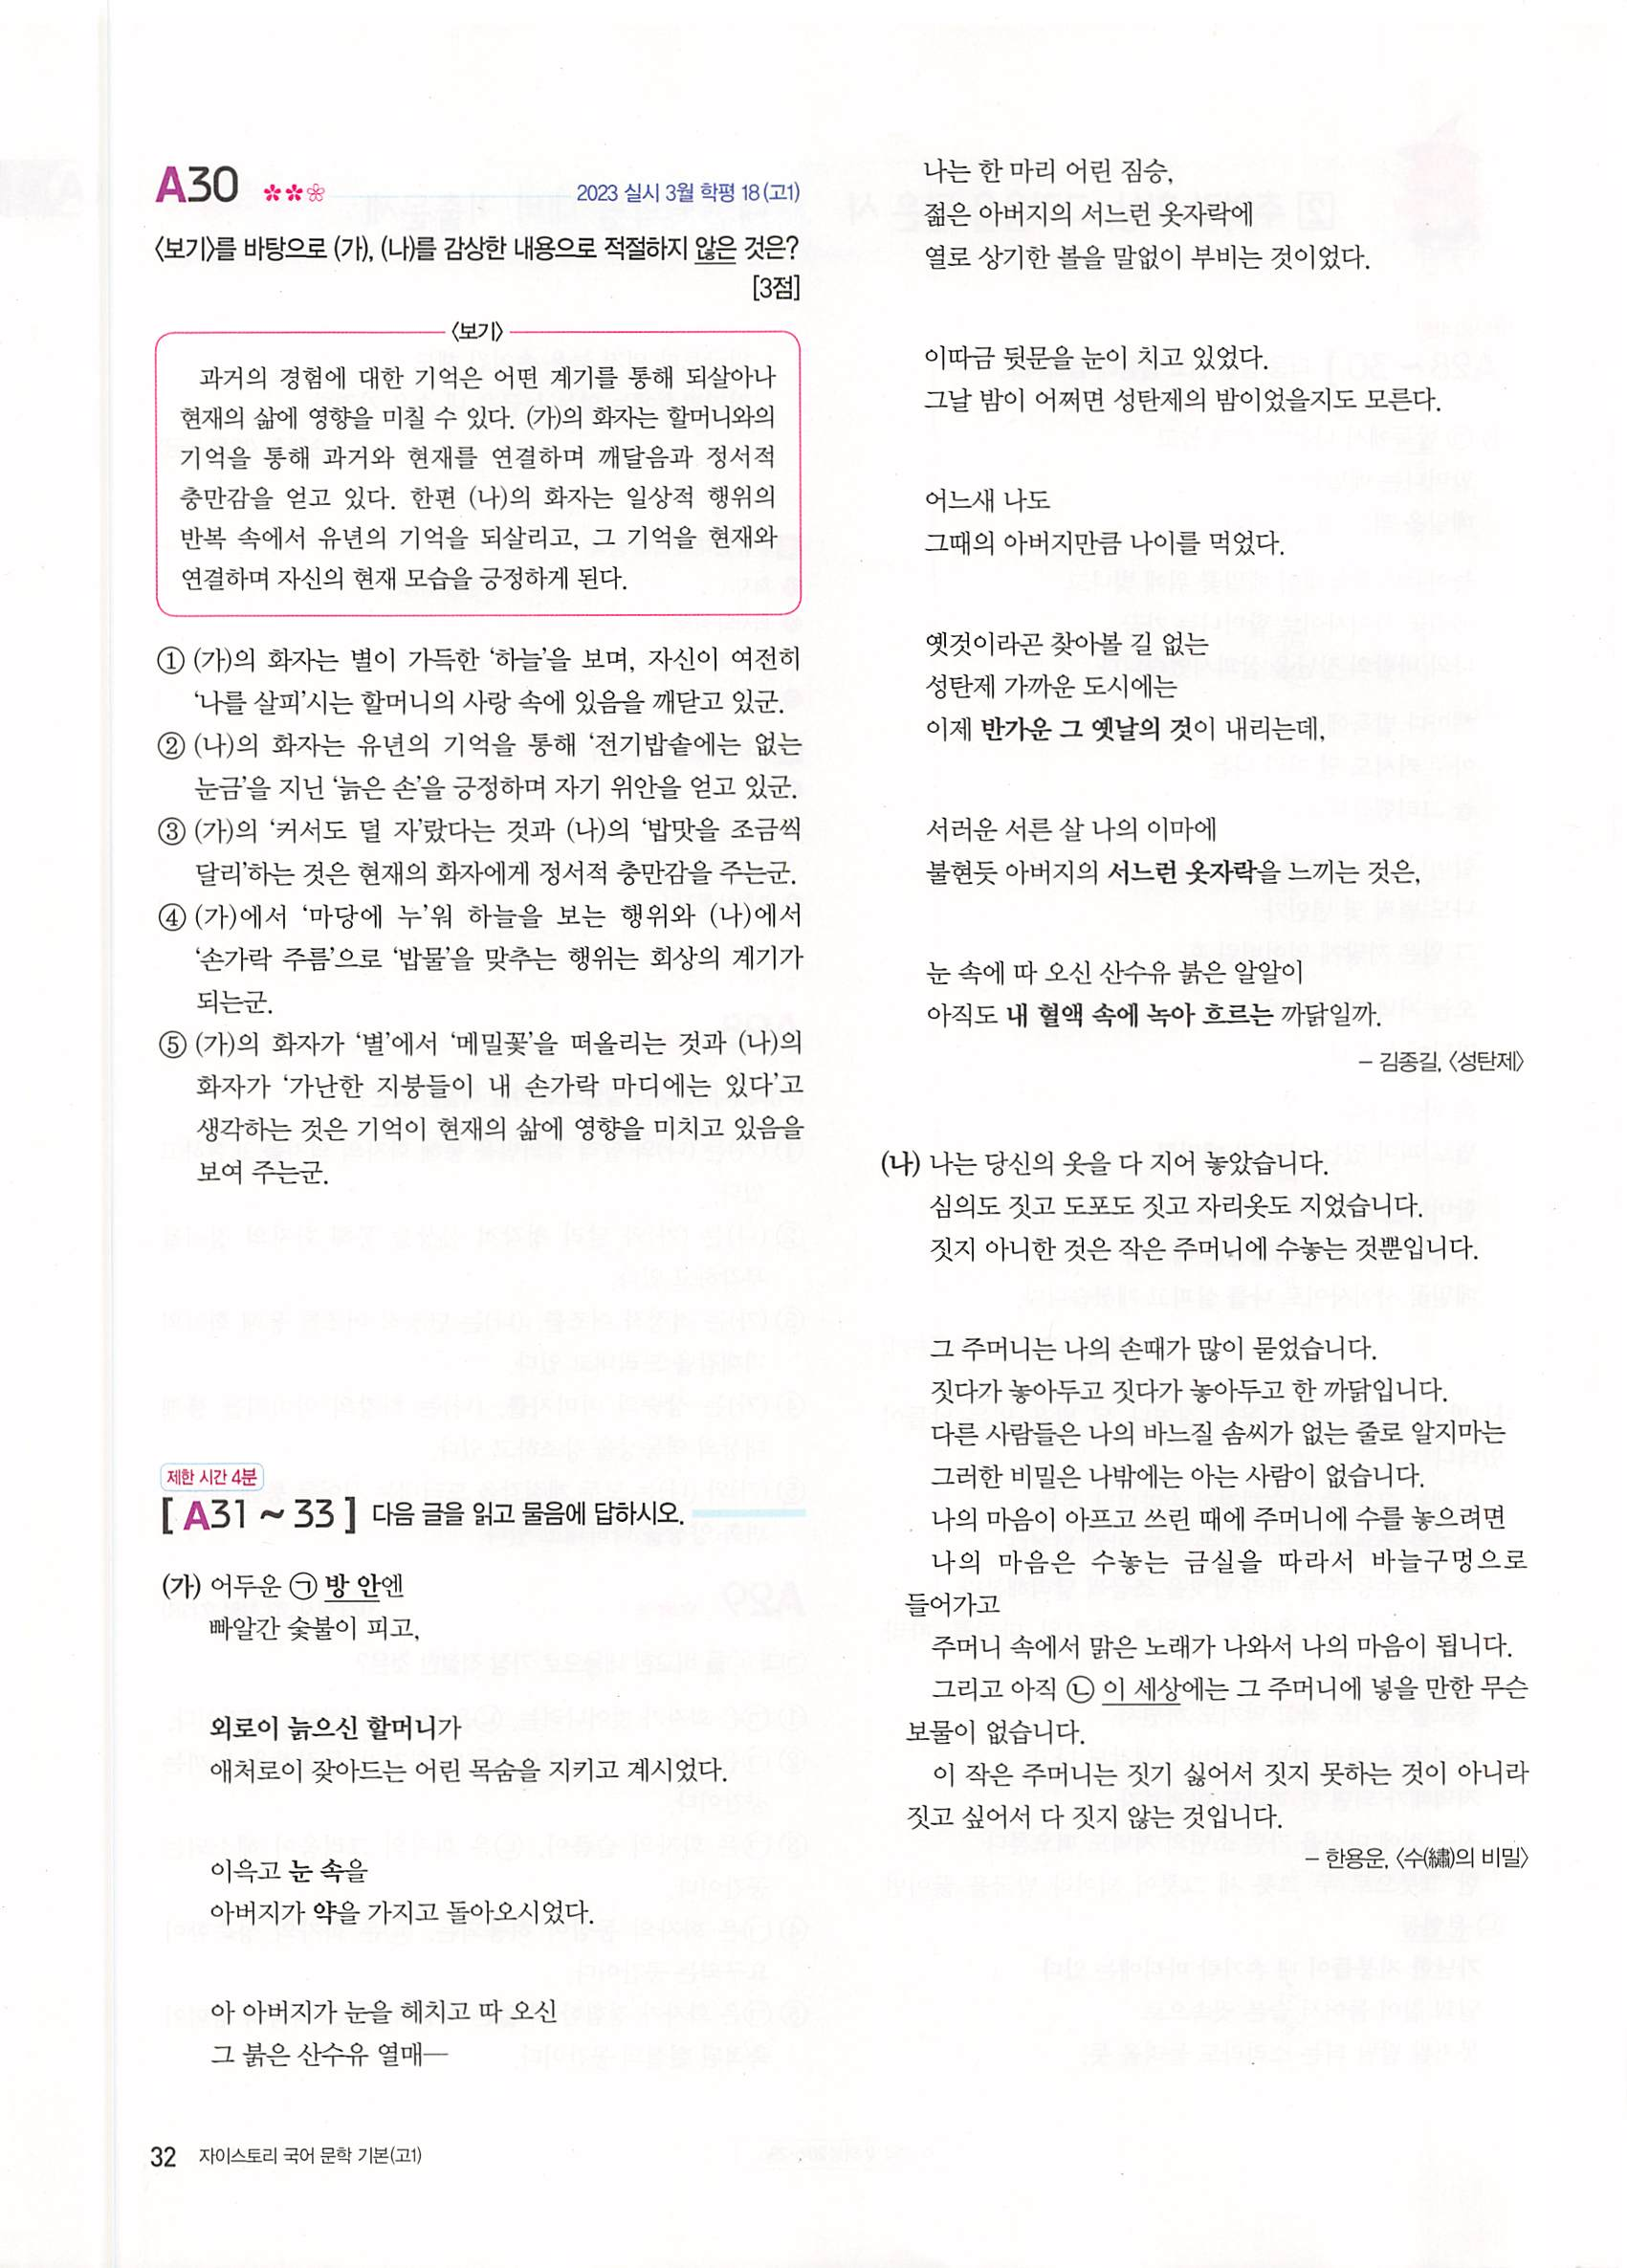 A30
2023 실시 3월 학평 18(고1)
〈보기〉를 바탕으로 (가), (나)를 감상한 내용으로 적절하지 않은 것은?
[3점]
〈보기〉
과거의 경험에 대한 기억은 어떤 계기를 통해 되살아나
현재의 삶에 영향을 미칠 수 있다. (가)의 화자는 할머니와의
기억을 통해 과거와 현재를 연결하며 깨달음과 정서적
충만감을 얻고 있다. 한편 (나)의 화자는 일상적 행위의
반복 속에서 유년의 기억을 되살리고, 그 기억을 현재와
연결하며 자신의 현재 모습을 긍정하게 된다.
① (가)의 화자는 별이 가득한 ‘하늘’을 보며, 자신이 여전히
‘나를 살피’시는 할머니의 사랑 속에 있음을 깨닫고 있군.
② (나)의 화자는 유년의 기억을 통해 ‘전기밥솥에는 없는
눈금’을 지닌 ‘늙은 손’을 긍정하며 자기 위안을 얻고 있군.
③ (가)의 ‘커서도 덜 자’랐다는 것과 (나)의 ‘밥맛을 조금씩
달리’하는 것은 현재의 화자에게 정서적 충만감을 주는군.
④ (가)에서 ‘마당에 누’워 하늘을 보는 행위와 (나)에서
‘손가락 주름’으로 ‘밥물’을 맞추는 행위는 회상의 계기가
되는군.
⑤ (가)의 화자가 ‘별’에서 ‘메밀꽃’을 떠올리는 것과 (나)의
화자가 ‘가난한 지붕들이 내 손가락 마디에는 있다’고
생각하는 것은 기억이 현재의 삶에 영향을 미치고 있음을
보여 주는군.
제한 시간 4분
[ A31 ~ 33 ] 다음 글을 읽고 물음에 답하시오.
(가) 어두운 ㉠ 방 안엔
빠알간 숯불이 피고,
외로이 늙으신 할머니가
애처로이 잦아드는 어린 목숨을 지키고 계시었다.
이윽고 눈 속을
아버지가 약을 가지고 돌아오시었다.
아 아버지가 눈을 헤치고 따 오신
그 붉은 산수유 열매―
나는 한 마리 어린 짐승,
젊은 아버지의 서느런 옷자락에
열로 상기한 볼을 말없이 부비는 것이었다.
이따금 뒷문을 눈이 치고 있었다.
그날 밤이 어쩌면 성탄제의 밤이었을지도 모른다.
어느새 나도
그때의 아버지만큼 나이를 먹었다.
옛것이라곤 찾아볼 길 없는
성탄제 가까운 도시에는
이제 반가운 그 옛날의 것이 내리는데,
서러운 서른 살 나의 이마에
불현듯 아버지의 서느런 옷자락을 느끼는 것은,
눈 속에 따 오신 산수유 붉은 알알이
아직도 내 혈액 속에 녹아 흐르는 까닭일까.
– 김종길, 〈성탄제〉
(나) 나는 당신의 옷을 다 지어 놓았습니다.
심의도 짓고 도포도 짓고 자리옷도 지었습니다.
짓지 아니한 것은 작은 주머니에 수놓는 것뿐입니다.
그 주머니는 나의 손때가 많이 묻었습니다.
짓다가 놓아두고 짓다가 놓아두고 한 까닭입니다.
다른 사람들은 나의 바느질 솜씨가 없는 줄로 알지마는
그러한 비밀은 나밖에는 아는 사람이 없습니다.
나의 마음이 아프고 쓰린 때에 주머니에 수를 놓으려면
나의 마음은 수놓는 금실을 따라서 바늘구멍으로
들어가고
주머니 속에서 맑은 노래가 나와서 나의 마음이 됩니다.
그리고 아직 ㉡ 이 세상에는 그 주머니에 넣을 만한 무슨
보물이 없습니다.
이 작은 주머니는 짓기 싫어서 짓지 못하는 것이 아니라
짓고 싶어서 다 짓지 않는 것입니다.
– 한용운, 〈수(繡)의 비밀〉
32 자이스토리 국어 문학 기본(고1)